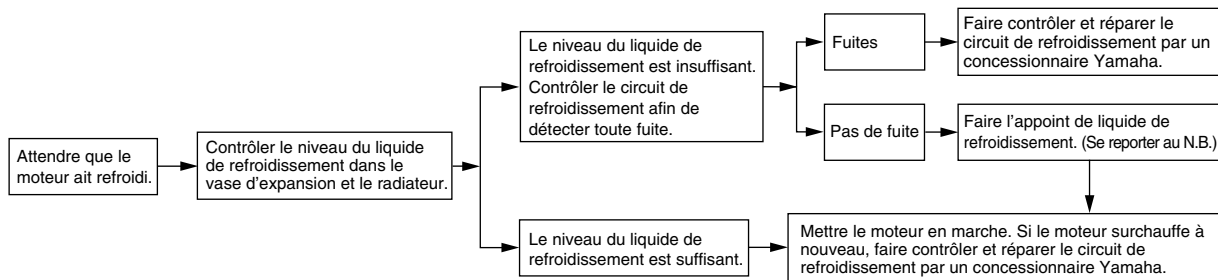 Attendre que le
moteur ait refroidi.
Contrôler le niveau du liquide
de refroidissement dans le
vase d'expansion et le radiateur.
Le niveau du liquide de
refroidissement est insuffisant.
Contrôler le circuit de
refroidissement afin de
détecter toute fuite.
Fuites
Faire contrôler et réparer le
circuit de refroidissement par un
concessionnaire Yamaha.
Pas de fuite
Faire l'appoint de liquide de
refroidissement. (Se reporter au N.B.)
Le niveau du liquide de
refroidissement est suffisant.
Mettre le moteur en marche. Si le moteur surchauffe à
nouveau, faire contrôler et réparer le circuit de
refroidissement par un concessionnaire Yamaha.